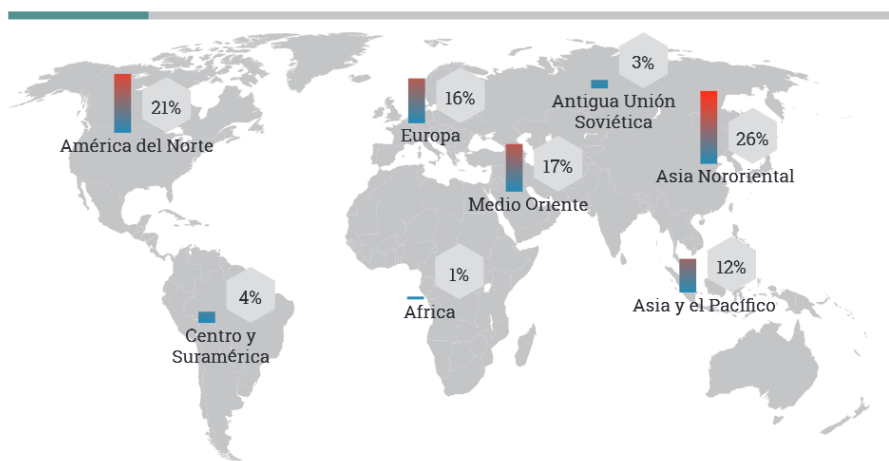 3%
21%
16%
Antigua Unión
Soviética
América del Norte
Europa
26%
17%
Asia Nororiental
Medio Oriente
1%
12%
4%
Africa
Asia y el Pacífico
Centro y
Suramérica